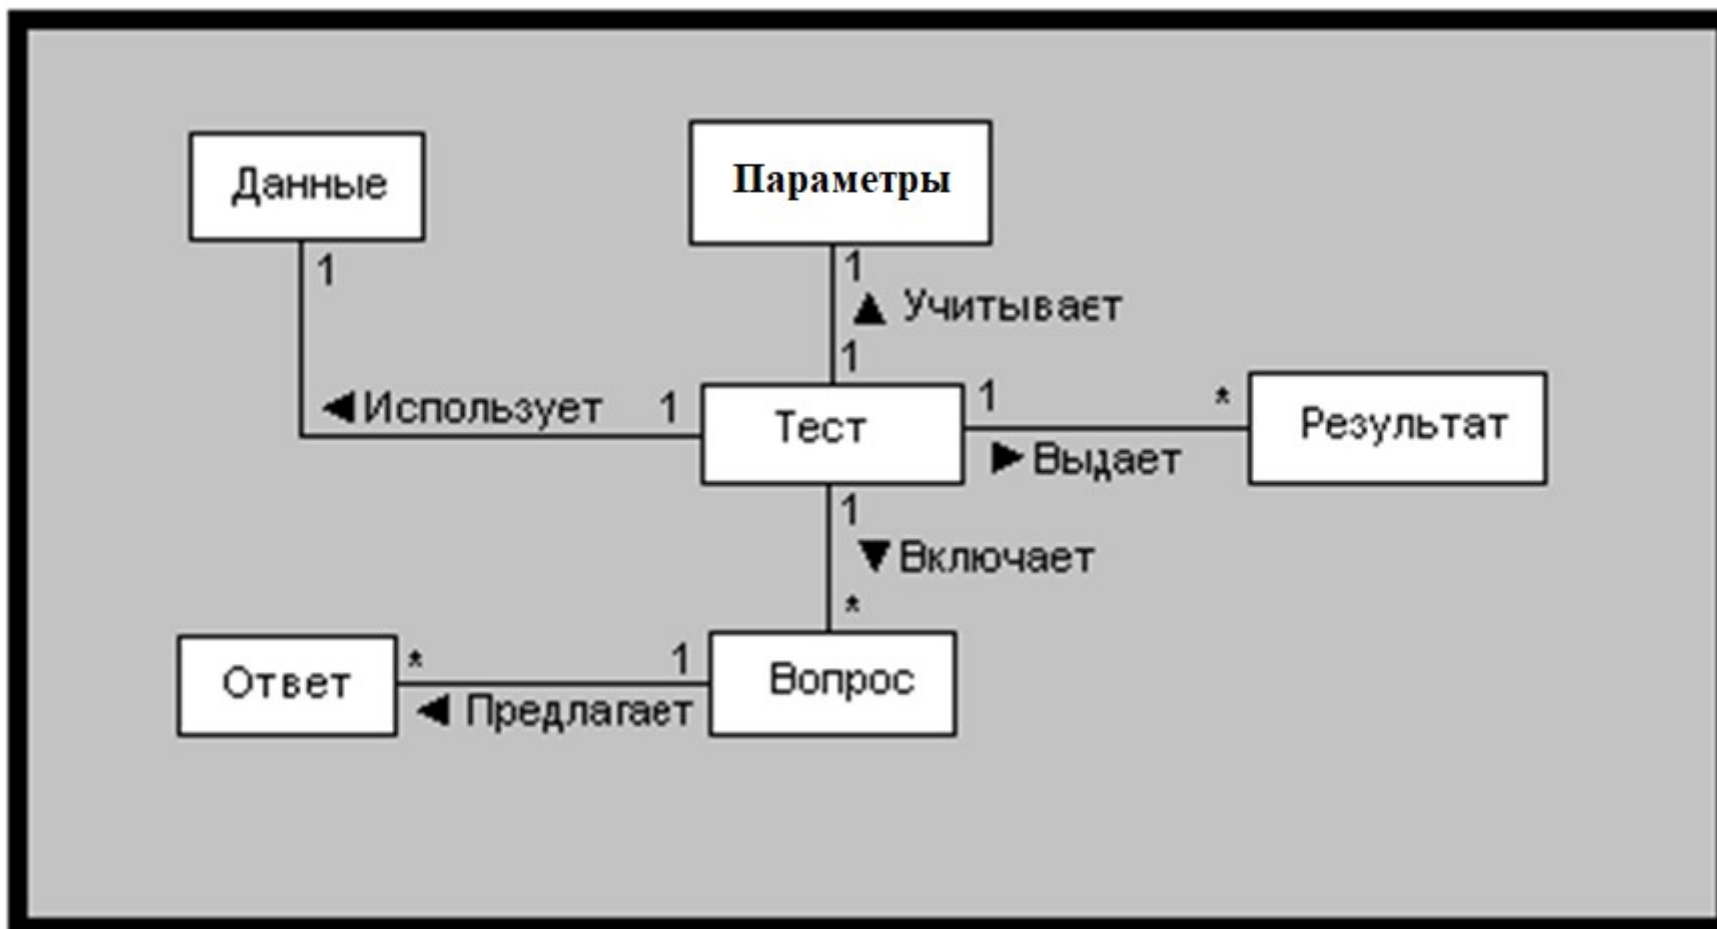 Данные
Параметры
1
1
▲ Учитывает
1
◄Использует 1
Тест
1 *
Результат
►Выдает
1
▼Включает
*
Ответ
* 1
Вопрос
◄ Предлагает